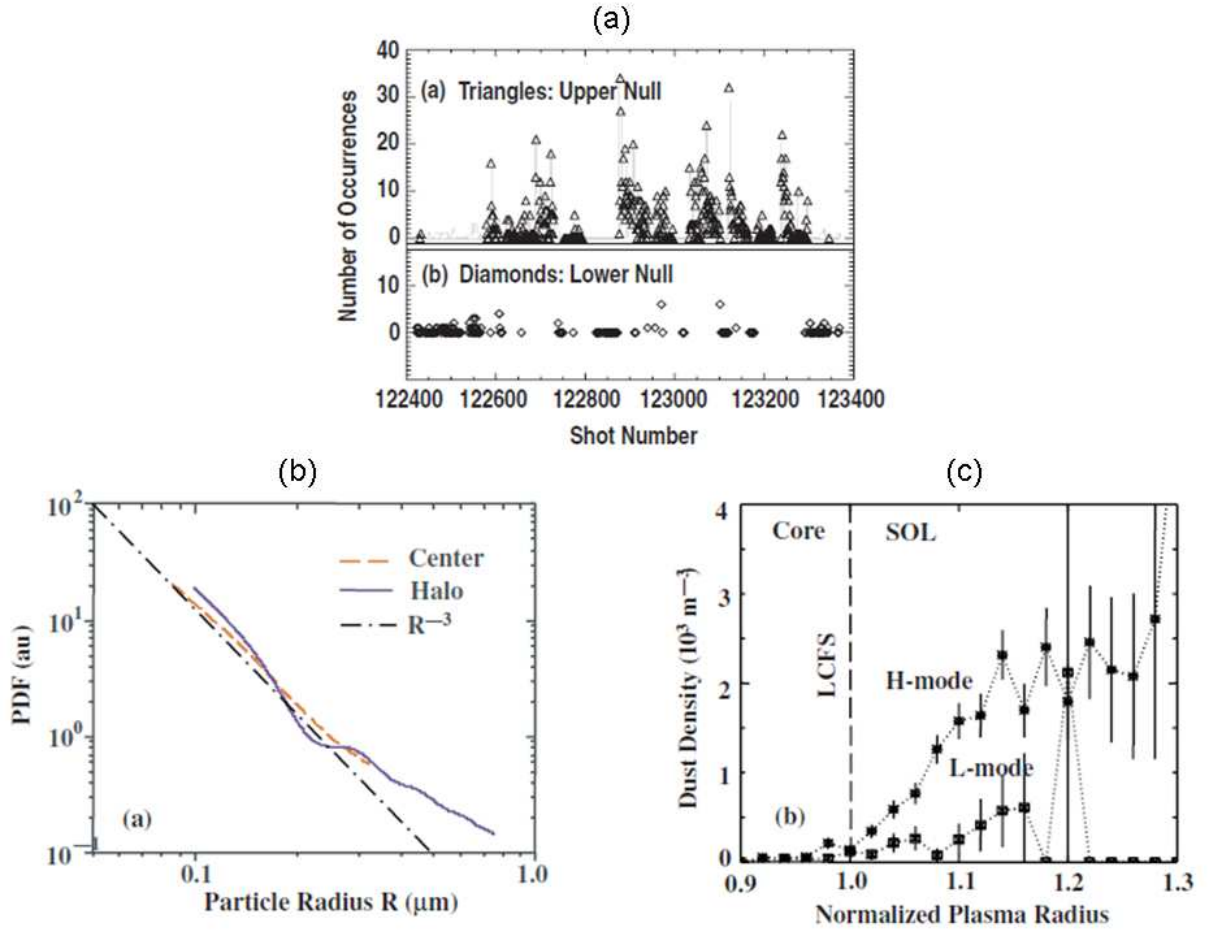 (a)
40
(a) Triangles: Upper Null
30
20
10
0
Number of Occurrences
(b) Diamonds: Lower Null
10
0
122400 122600 122800 123000 123200 123400
Shot Number
(b)
10²
Center
Halo
R⁻³
10¹
PDF (au)
10⁰
(a)
10⁻
0.1 1.0
Particle Radius R (μm)
(c)
4
Core SOL
3
LCFS
H-mode
2
Dust Density (10³ m⁻³)
L-mode
1
(b)
0
0.9 1.0 1.1 1.2 1.3
Normalized Plasma Radius